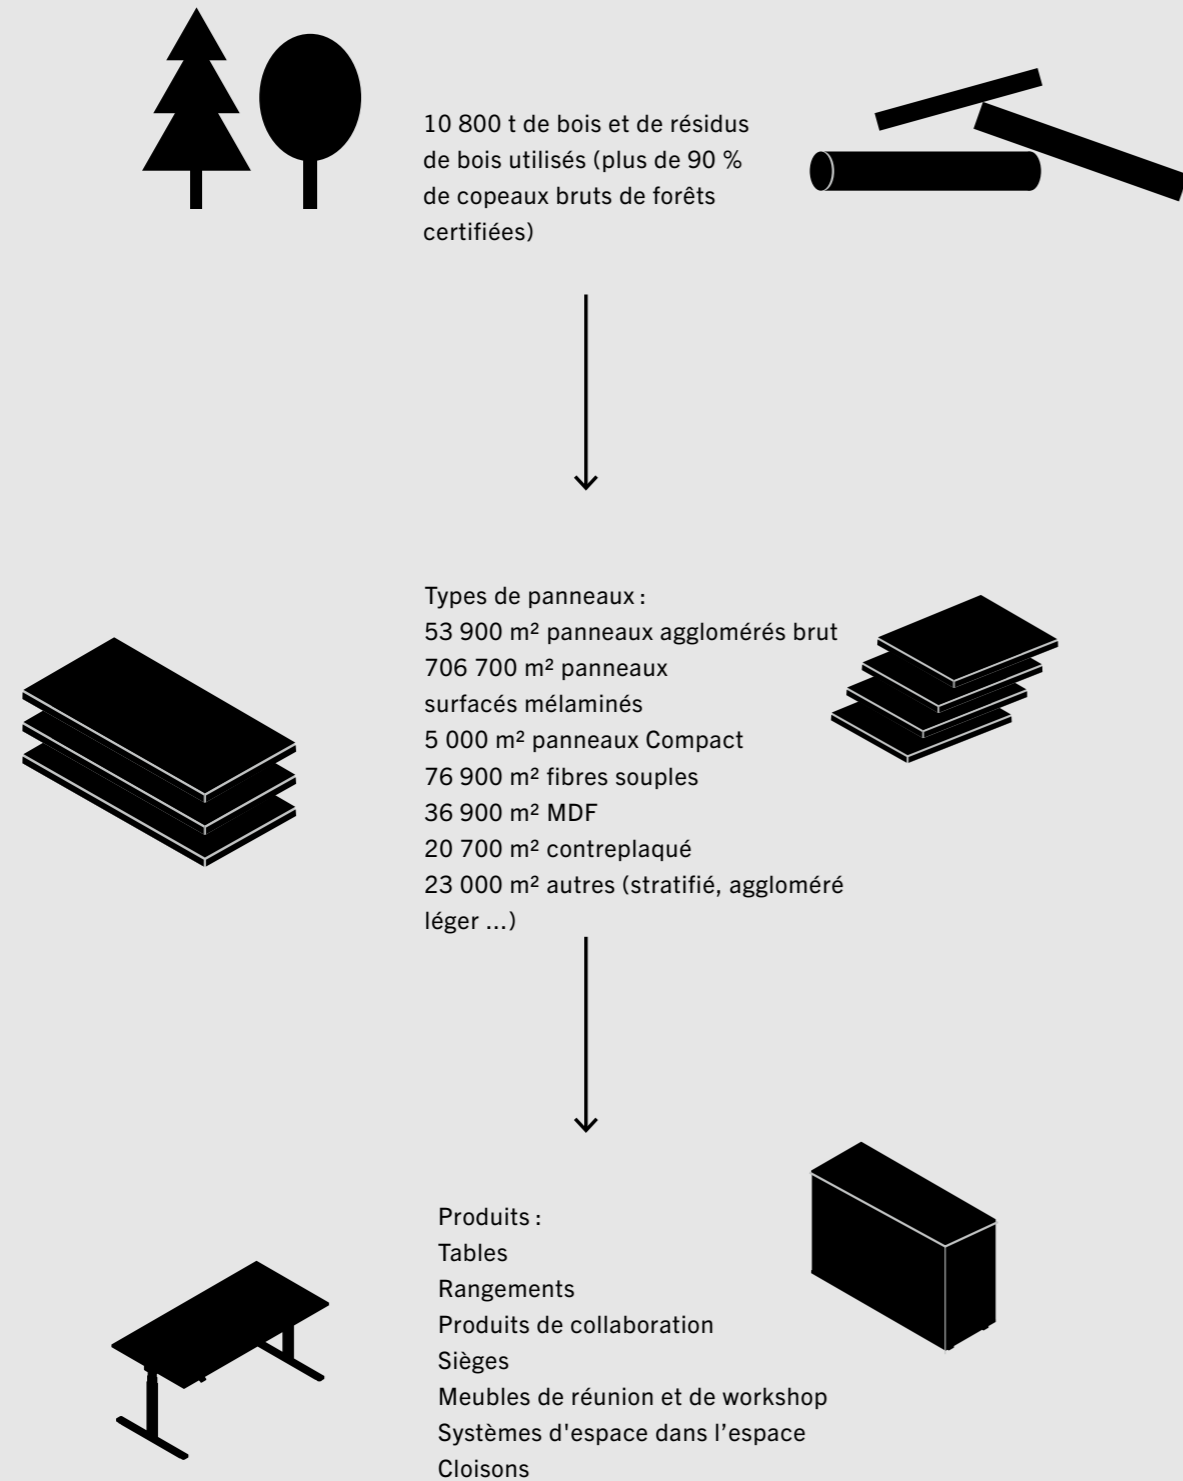 10 800 t de bois et de résidus
de bois utilisés (plus de 90 %
de copeaux bruts de forêts
certifiées)
Types de panneaux :
53 900 m² panneaux agglomérés brut
706 700 m² panneaux
surfacés mélaminés
5 000 m² panneaux Compact
76 900 m² fibres souples
36 900 m² MDF
20 700 m² contreplaqué
23 000 m² autres (stratifié, aggloméré
léger ...)
Produits :
Tables
Rangements
Produits de collaboration
Sièges
Meubles de réunion et de workshop
Systèmes d'espace dans l’espace
Cloisons